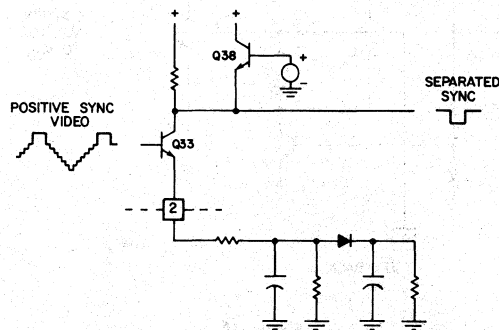 + +
Q38
+
-
SEPARATED
SYNC
POSITIVE SYNC
VIDEO
Q33
2